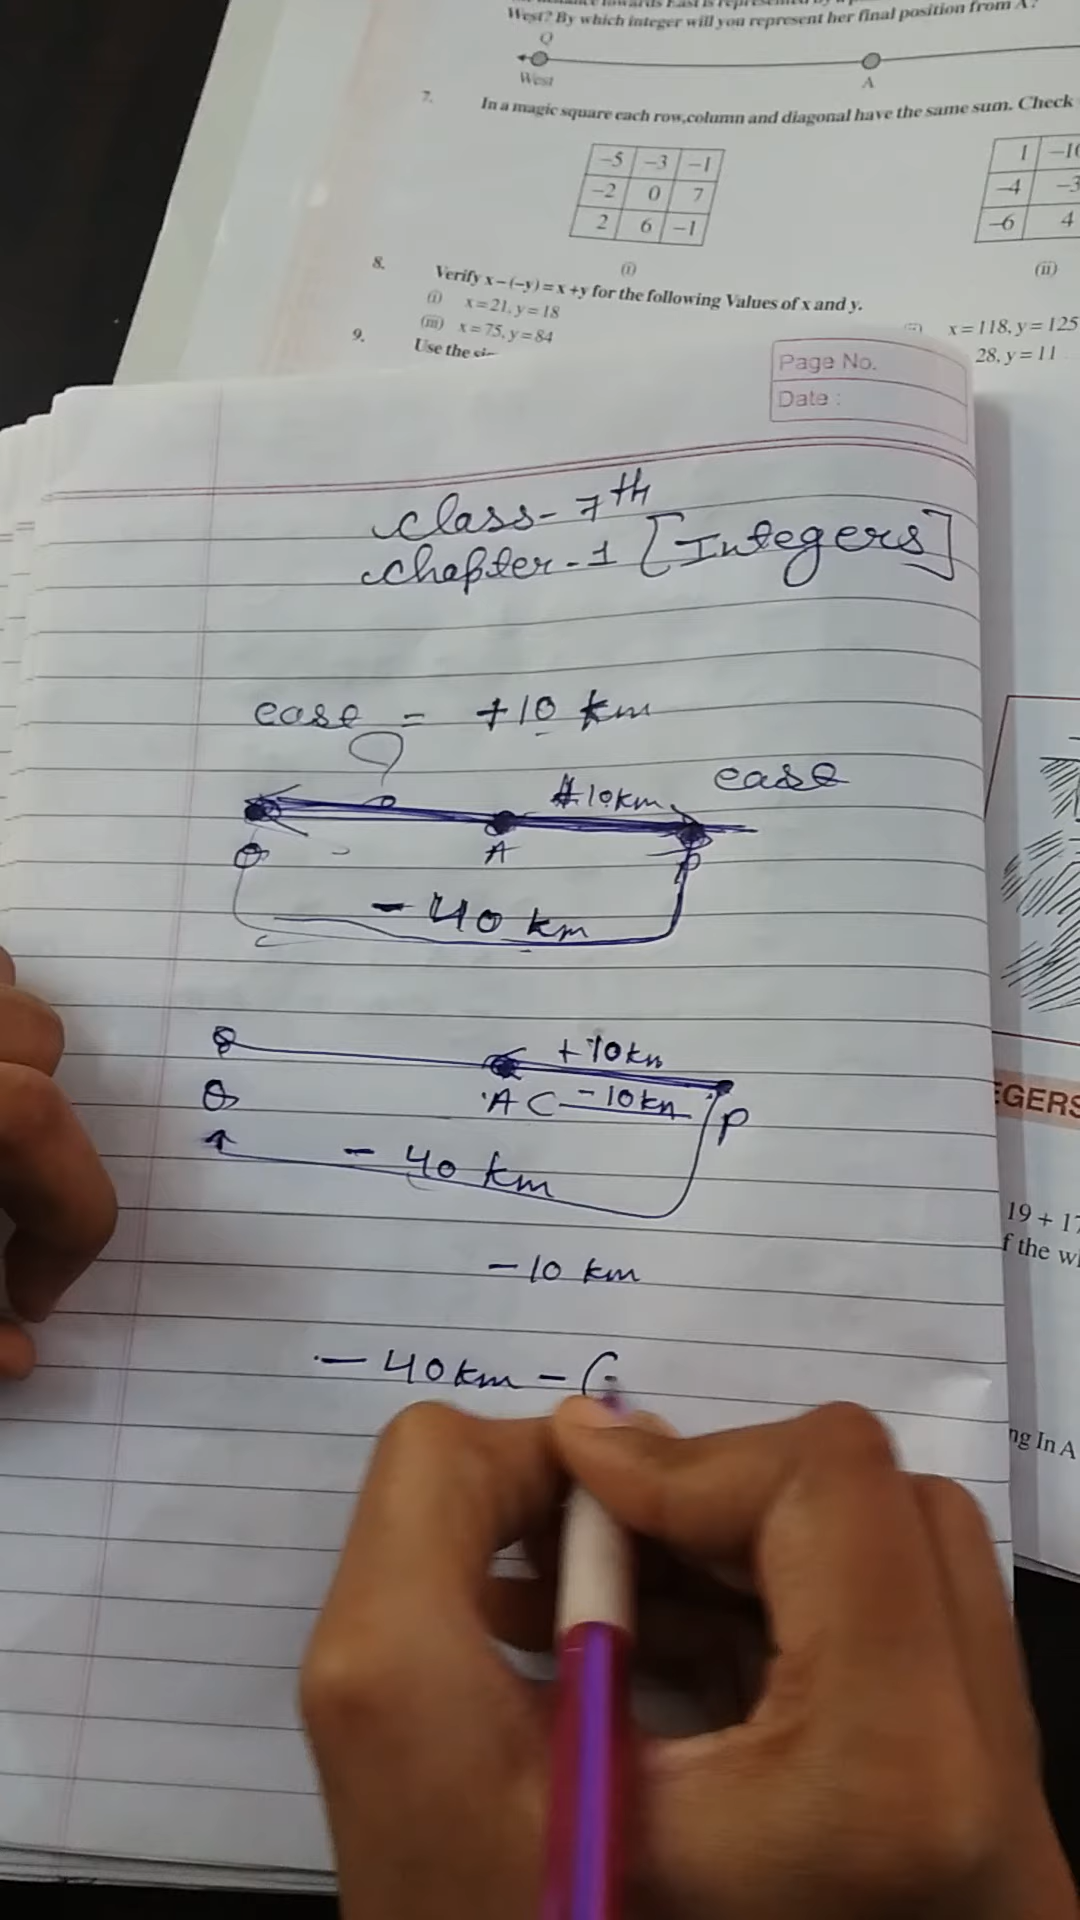 West? By which integer will you represent her final position from A?
Q
West
A
7. In a magic square each row,column and diagonal have the same sum. Check
-5 -3 -1
-2 0 7
2 6 -1
(i)
1
-4
-6 4
(ii)
8. Verify x-(-y)=x+y for the following Values of x and y.
(i) x=21, y=18
x=118, y=125
(iii) x=75, y=84
28, y=11
9. Use the
Page No.
Date :
class-7th
chapter-1 [Integers]
east = +10 km
10km
east
A
P
- 40 km
+10km
A
-10km
P
- 40 km
-10 km
- 40km - (-
EGERS
19 + 17
f the
ng In A